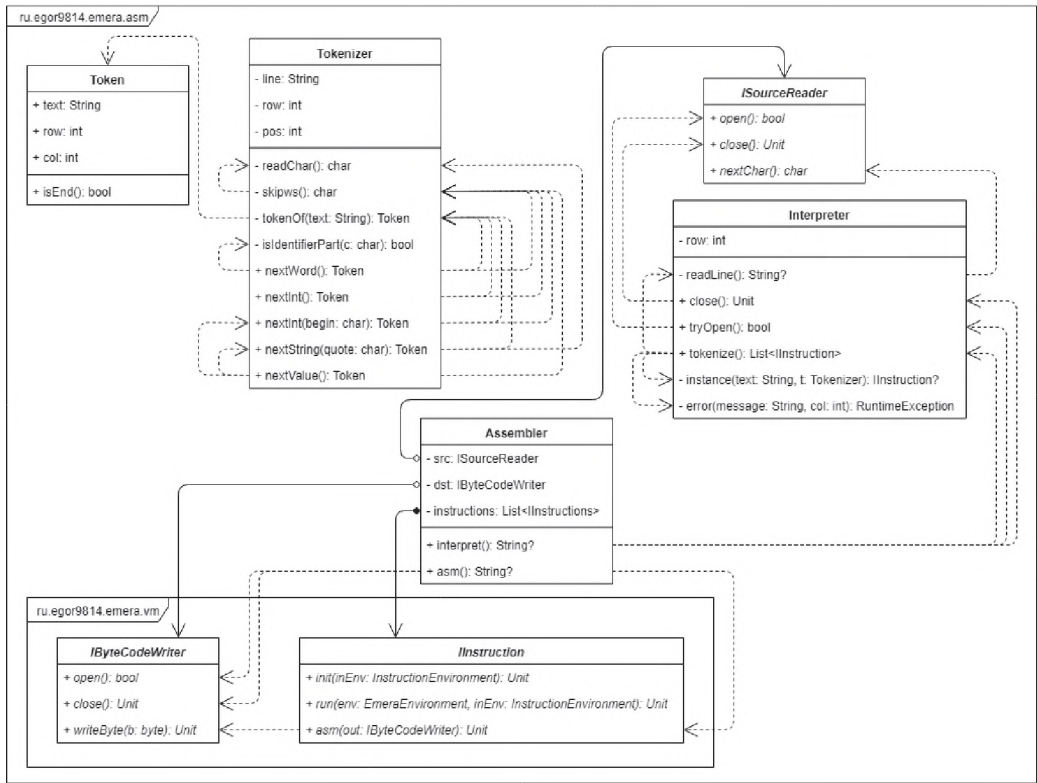 ru.egor9814.emera.asm
Token
+ text: String
+ row: int
+ col: int
+ isEnd(): bool
Tokenizer
- line: String
- row: int
- pos: int
- readChar(): char
- skipws(): char
- tokenOf(text: String): Token
- isIdentifierPart(c: char): bool
+ nextWord(): Token
+ nextInt(): Token
+ nextInt(begin: char): Token
+ nextString(quote: char): Token
+ nextValue(): Token
ISourceReader
+ open(): bool
+ close(): Unit
+ nextChar(): char
Interpreter
- row: int
- readLine(): String?
+ close(): Unit
+ tryOpen(): bool
+ tokenize(): List<IInstruction>
- instance(text: String, t: Tokenizer): IInstruction?
- error(message: String, col: int): RuntimeException
Assembler
- src: ISourceReader
- dst: IByteCodeWriter
- instructions: List<IInstructions>
+ interpret(): String?
+ asm(): String?
ru.egor9814.emera.vm
IByteCodeWriter
+ open(): bool
+ close(): Unit
+ writeByte(b: byte): Unit
IInstruction
+ init(inEnv: InstructionEnvironment): Unit
+ run(env: EmeraEnvironment, inEnv: InstructionEnvironment): Unit
+ asm(out: IByteCodeWriter): Unit